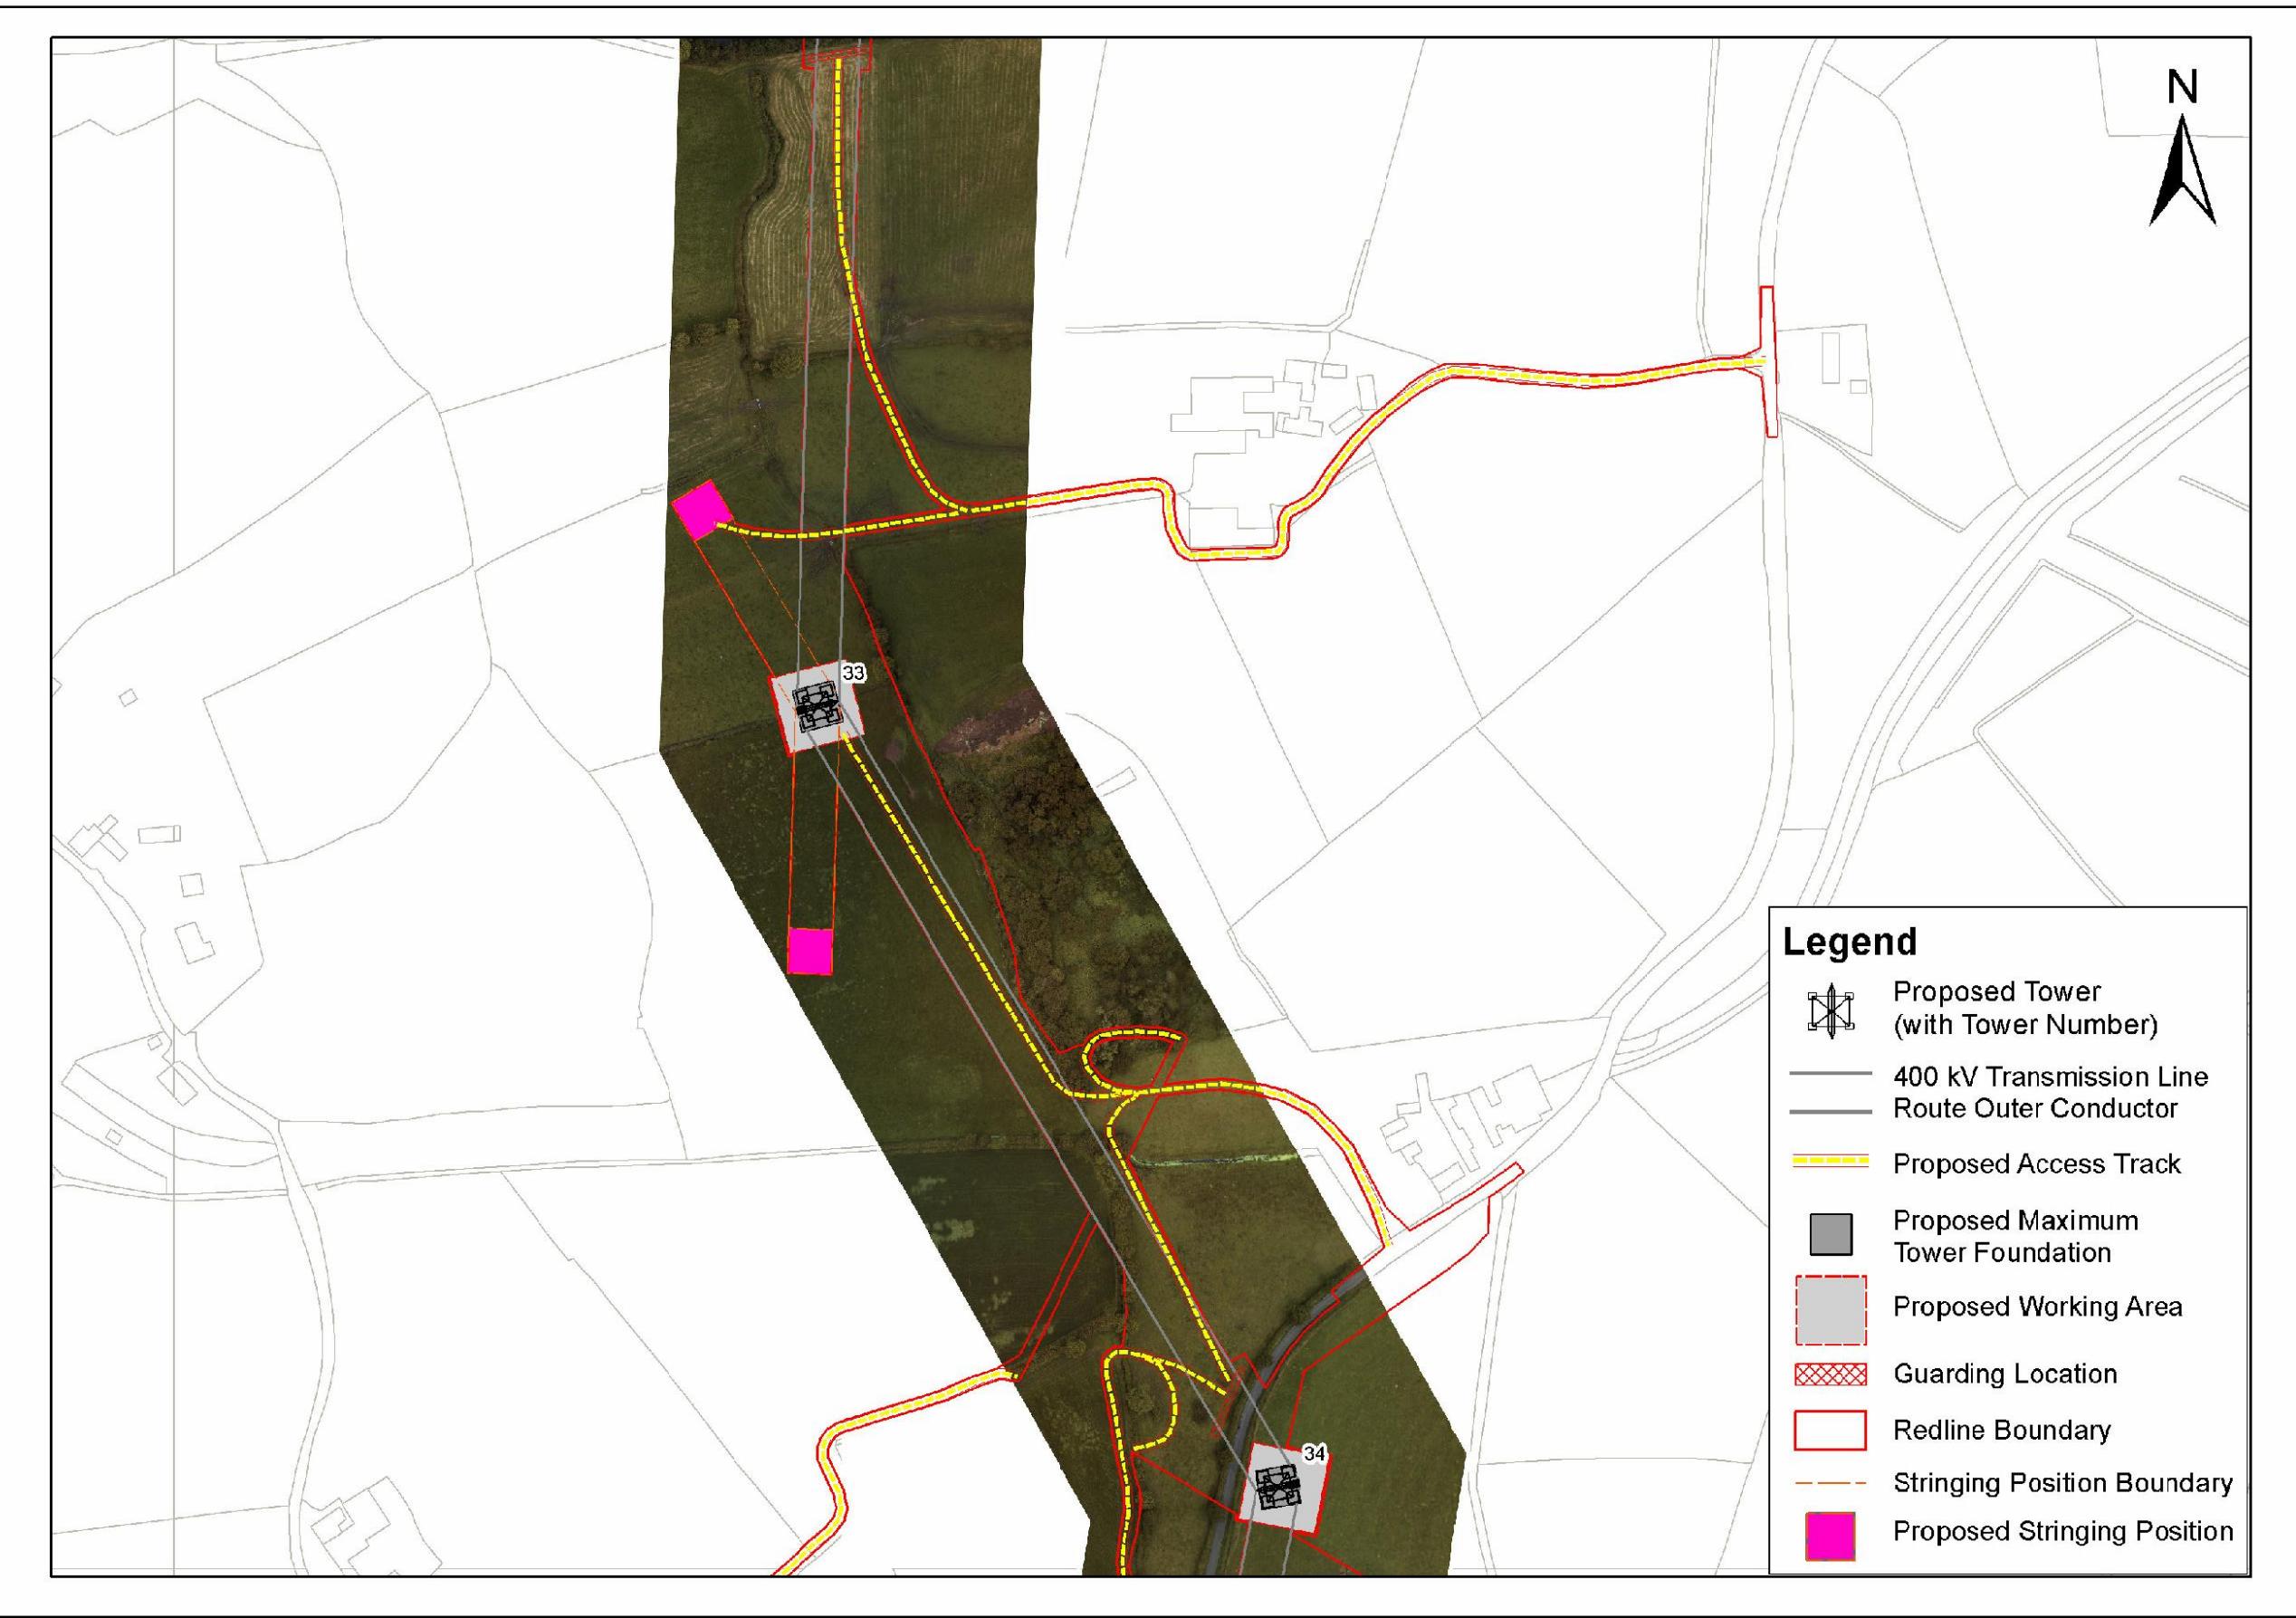 N
33
34
Legend
Proposed Tower
(with Tower Number)
400 kV Transmission Line
Route Outer Conductor
Proposed Access Track
Proposed Maximum
Tower Foundation
Proposed Working Area
Guarding Location
Redline Boundary
Stringing Position Boundary
Proposed Stringing Position